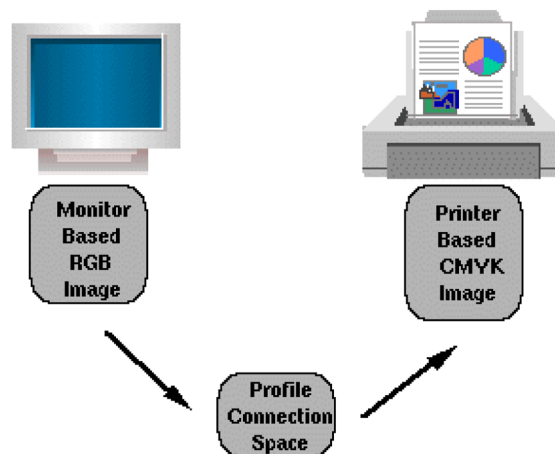 Monitor
Based
RGB
Image
Printer
Based
CMYK
Image
Profile
Connection
Space